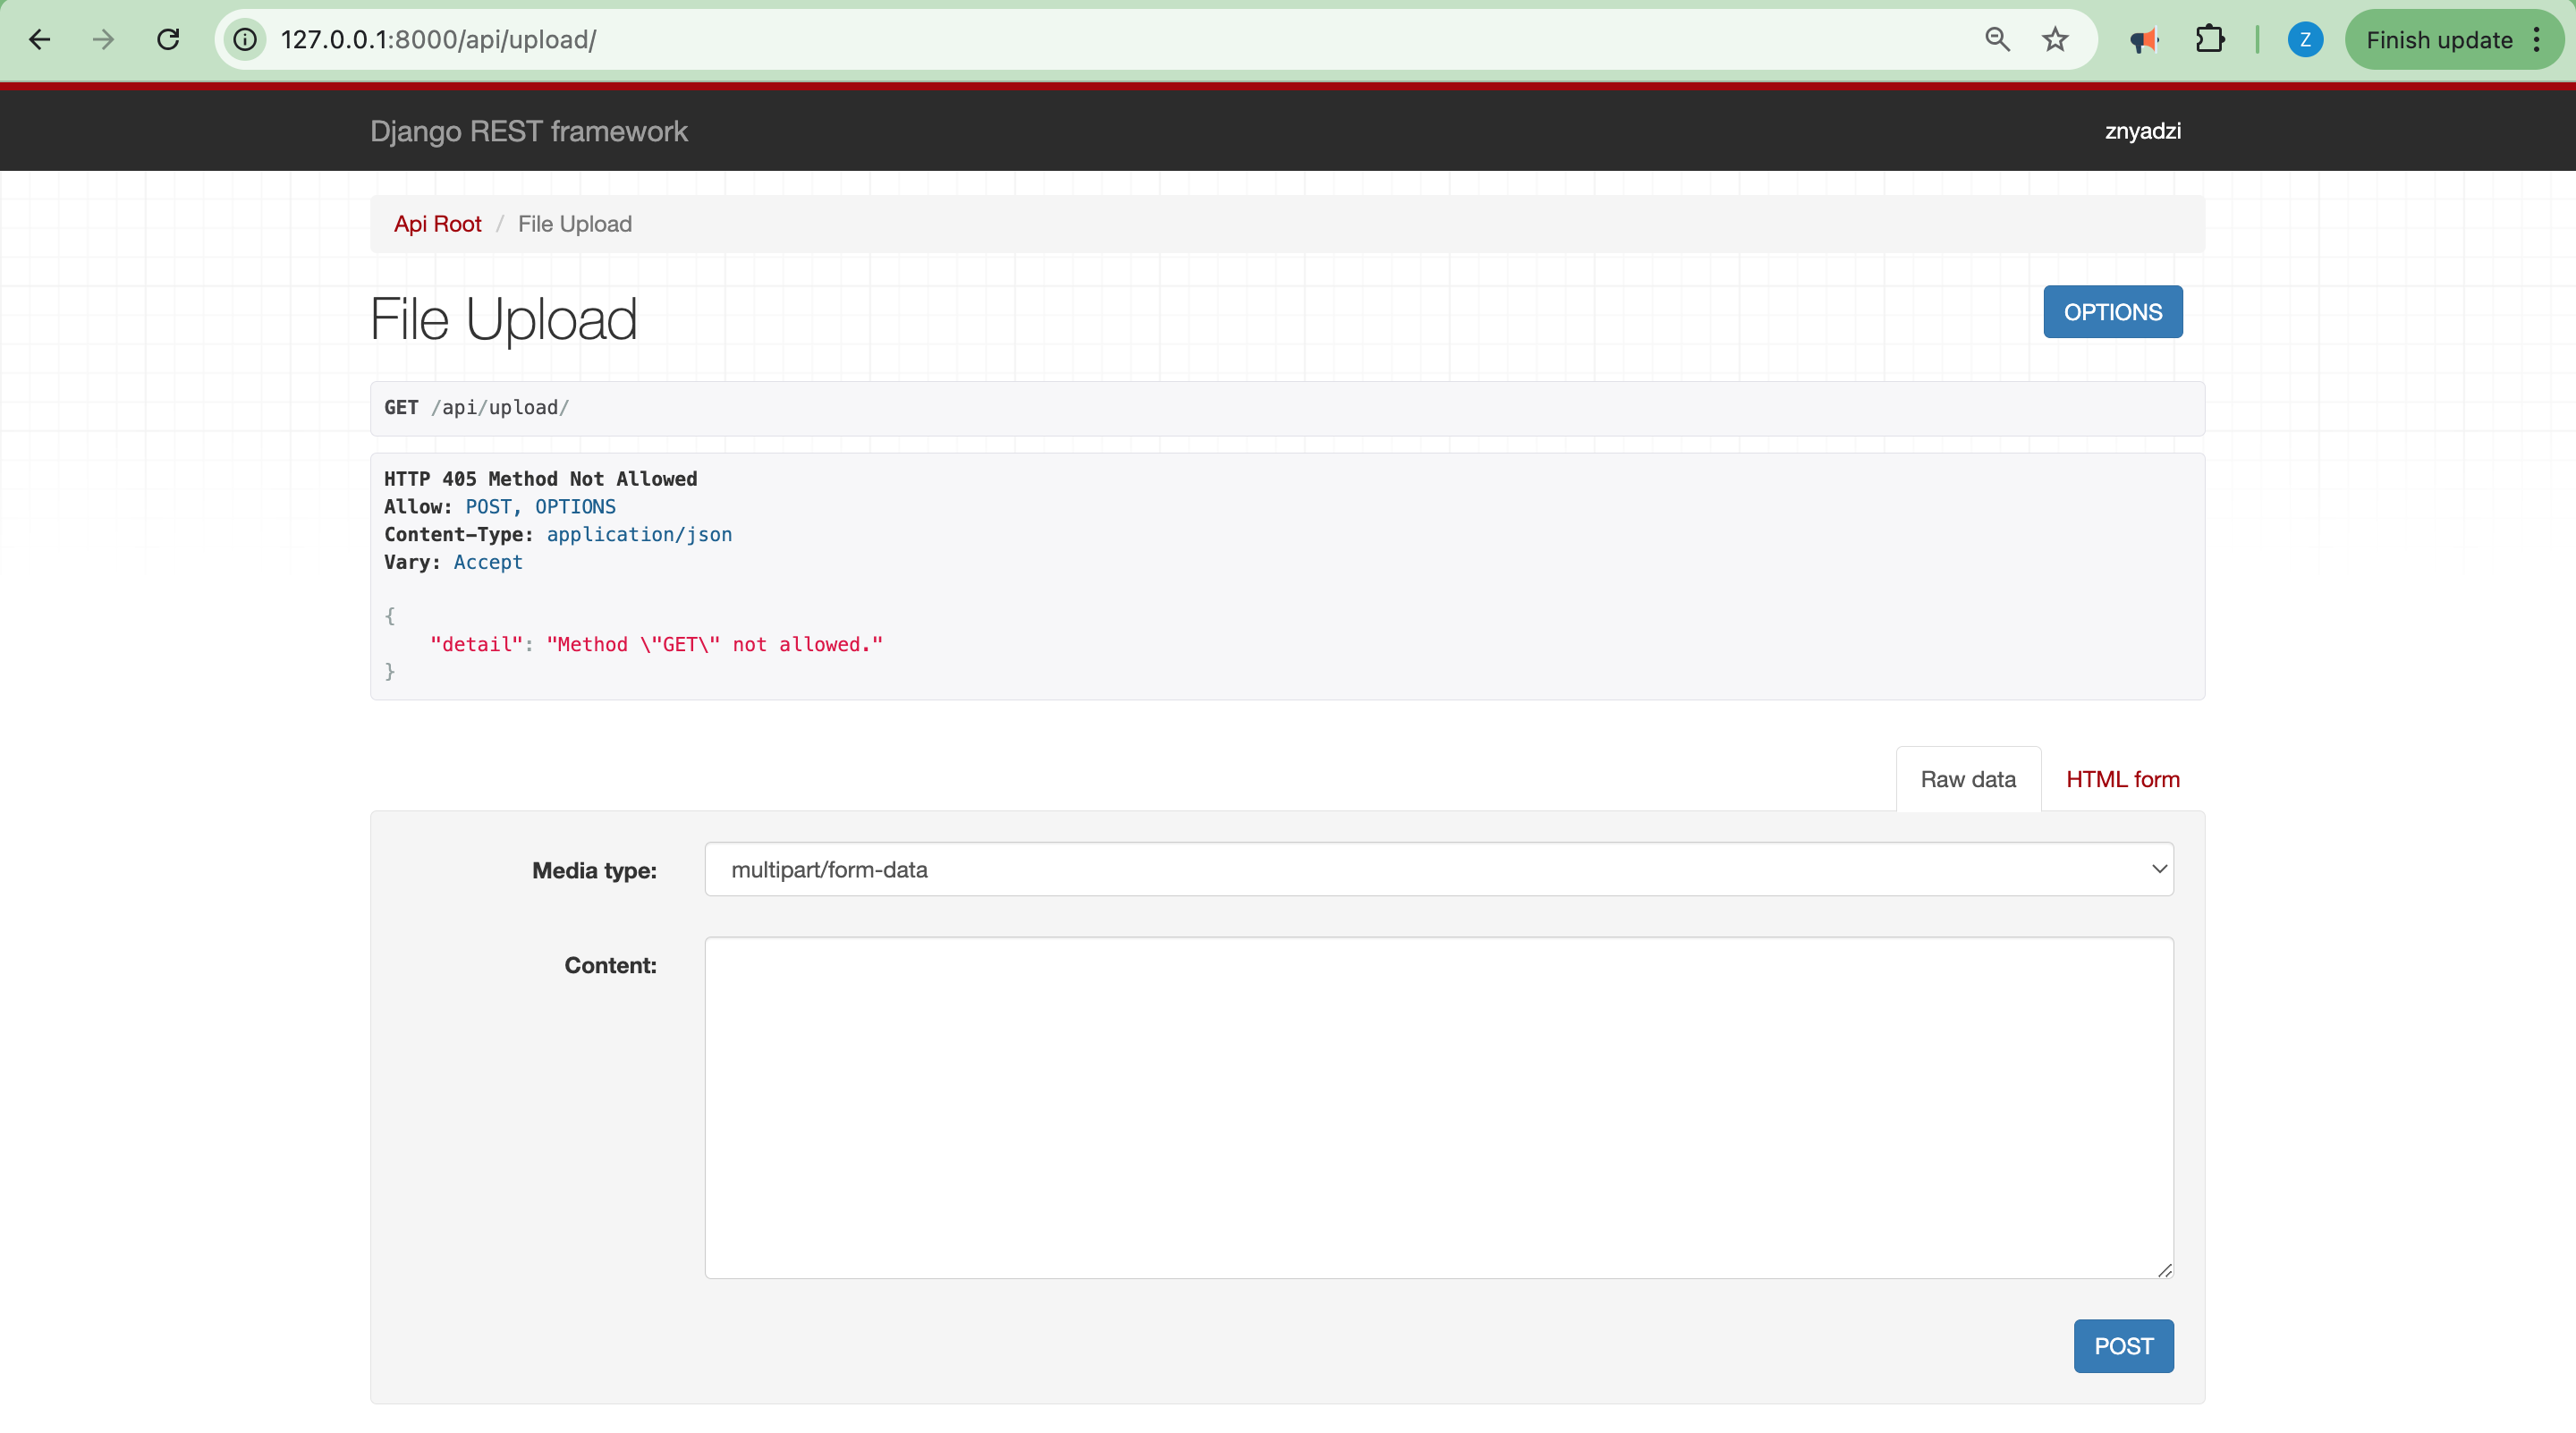 127.0.0.1:8000/api/upload/
Z
Finish update
Django REST framework
znyadzi
Api Root / File Upload
File Upload
OPTIONS
GET /api/upload/
HTTP 405 Method Not Allowed
Allow: POST, OPTIONS
Content-Type: application/json
Vary: Accept
{
"detail": "Method \"GET\" not allowed."
}
Raw data
HTML form
Media type:
multipart/form-data
Content:
POST